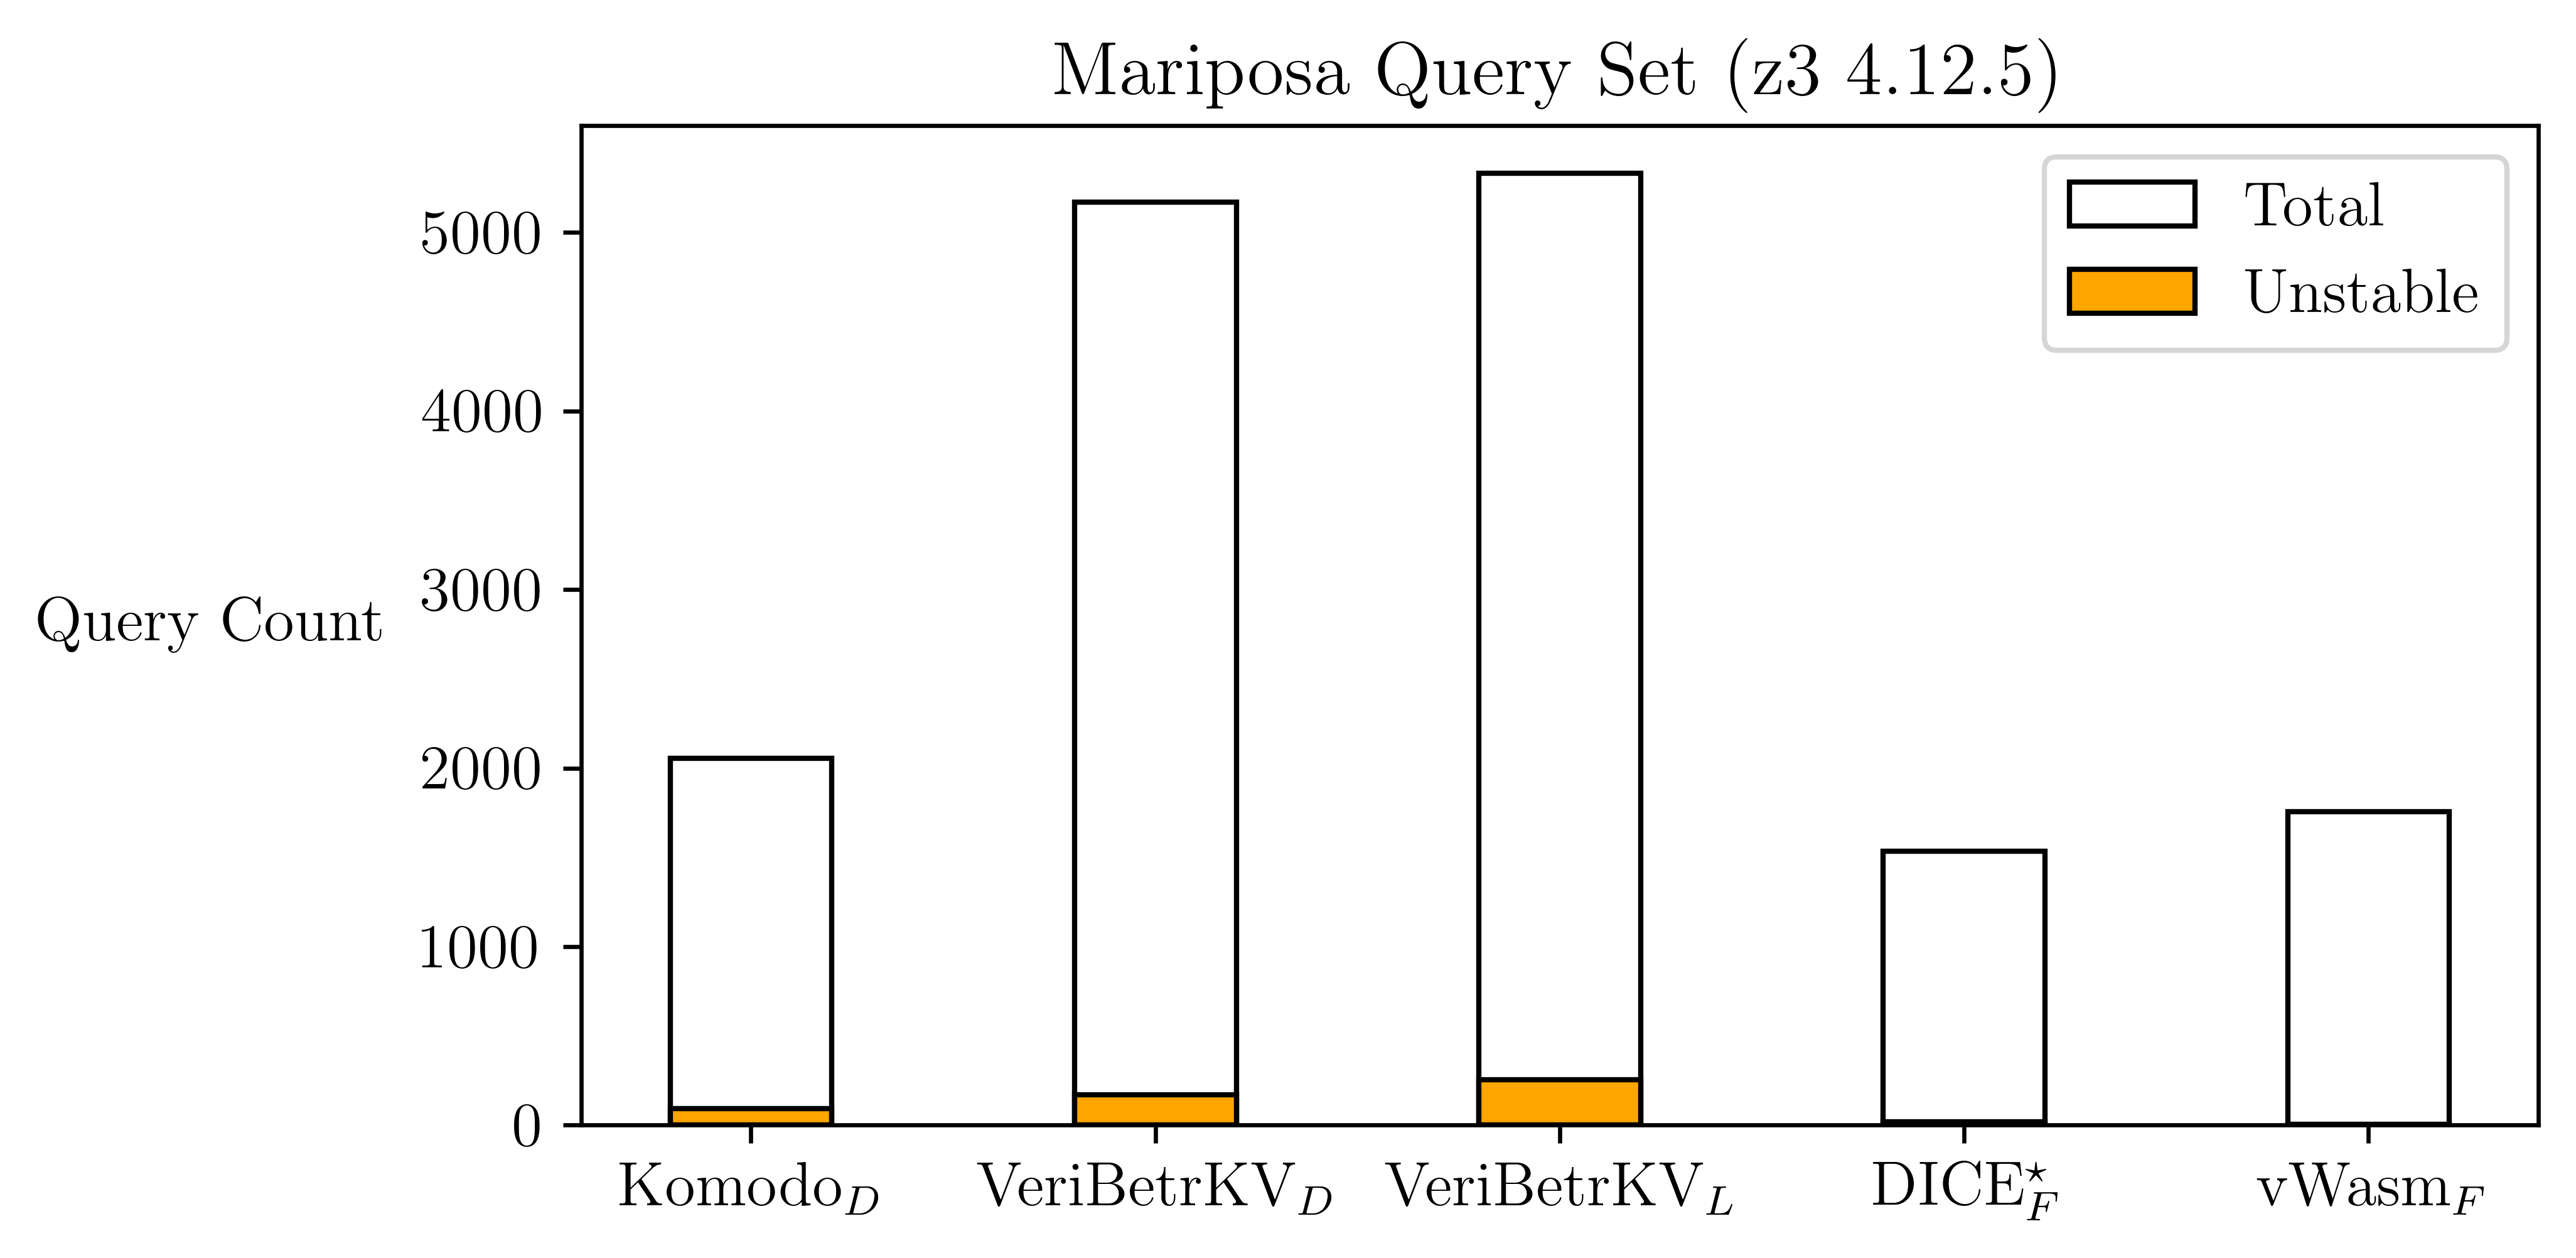 Mariposa Query Set (z3 4.12.5)
Total
Unstable
5000
4000
3000
2000
1000
0
Query Count
Komodo_D VeriBetrKV_D VeriBetrKV_L DICE^⋆_F vWasm_F